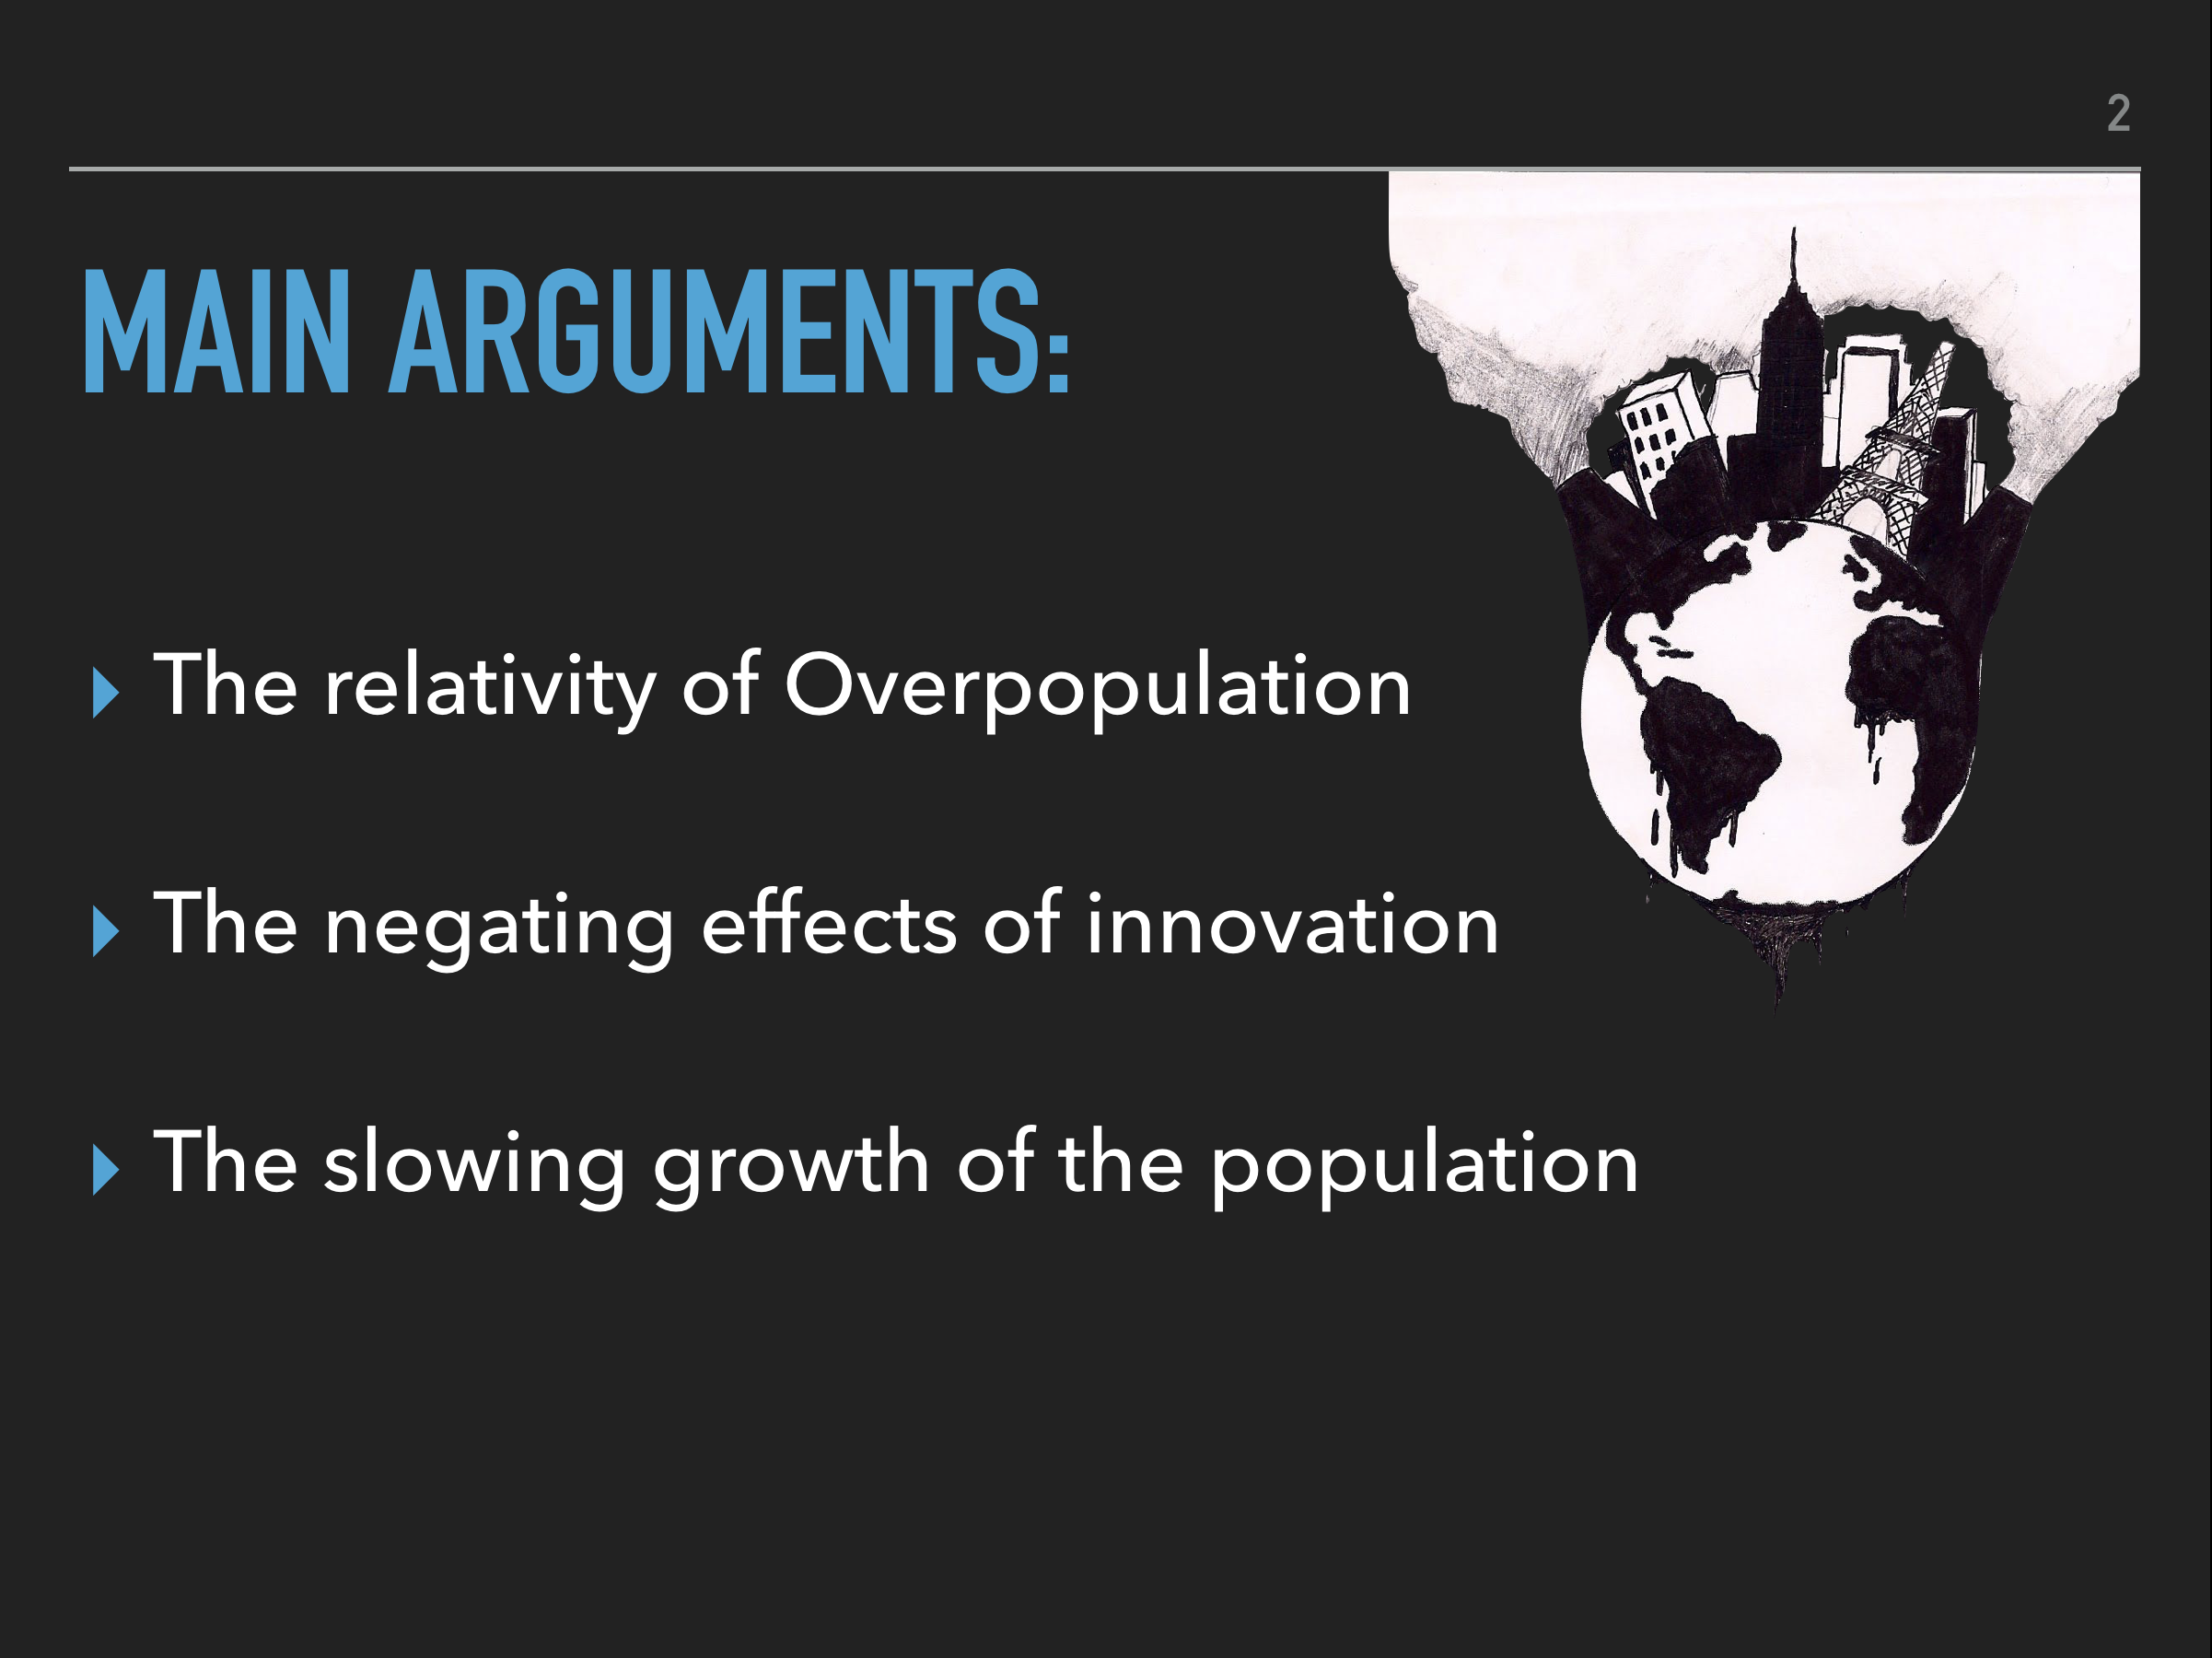 2
MAIN ARGUMENTS:
The relativity of Overpopulation
The negating effects of innovation
The slowing growth of the population